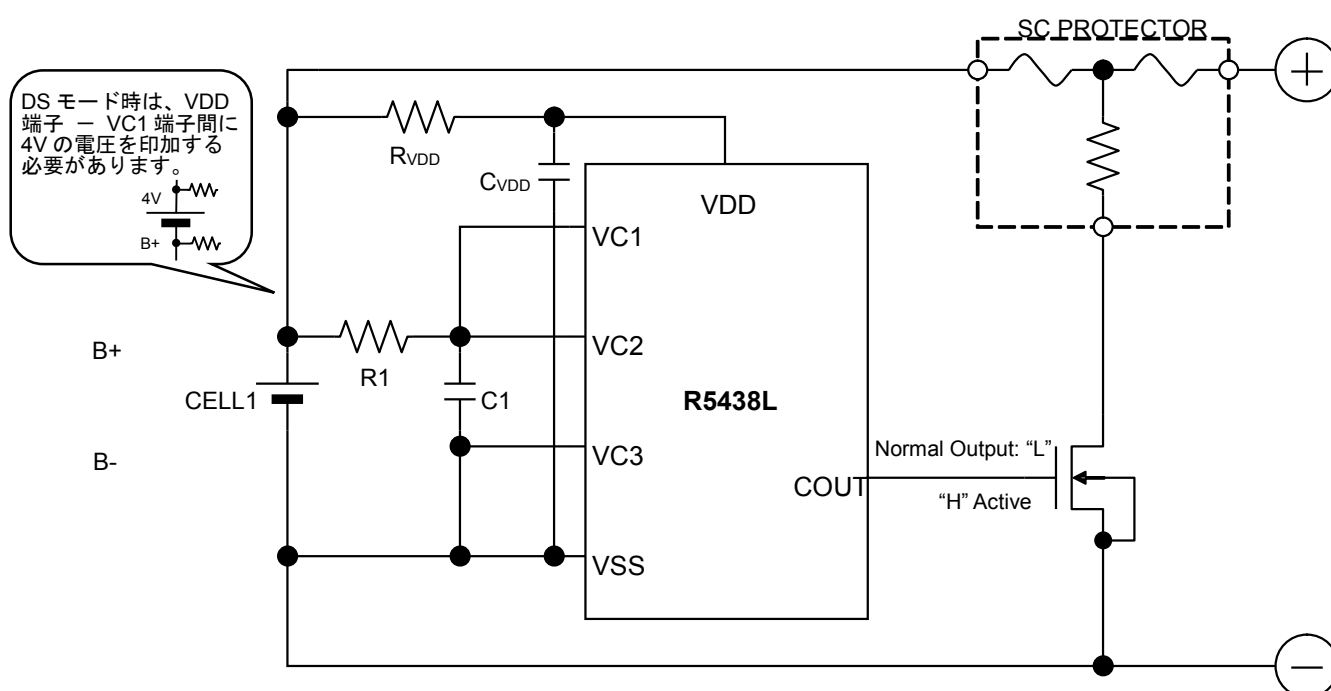 SC PROTECTOR
DS モード時は、VDD
端子 － VC1 端子間に
4V の電圧を印加する
必要があります。
4V
B+
RVDD
CVDD
VDD
VC1
B+
R1
VC2
CELL1
C1
R5438L
B-
VC3
Normal Output: “L”
COUT
“H” Active
VSS
+
−